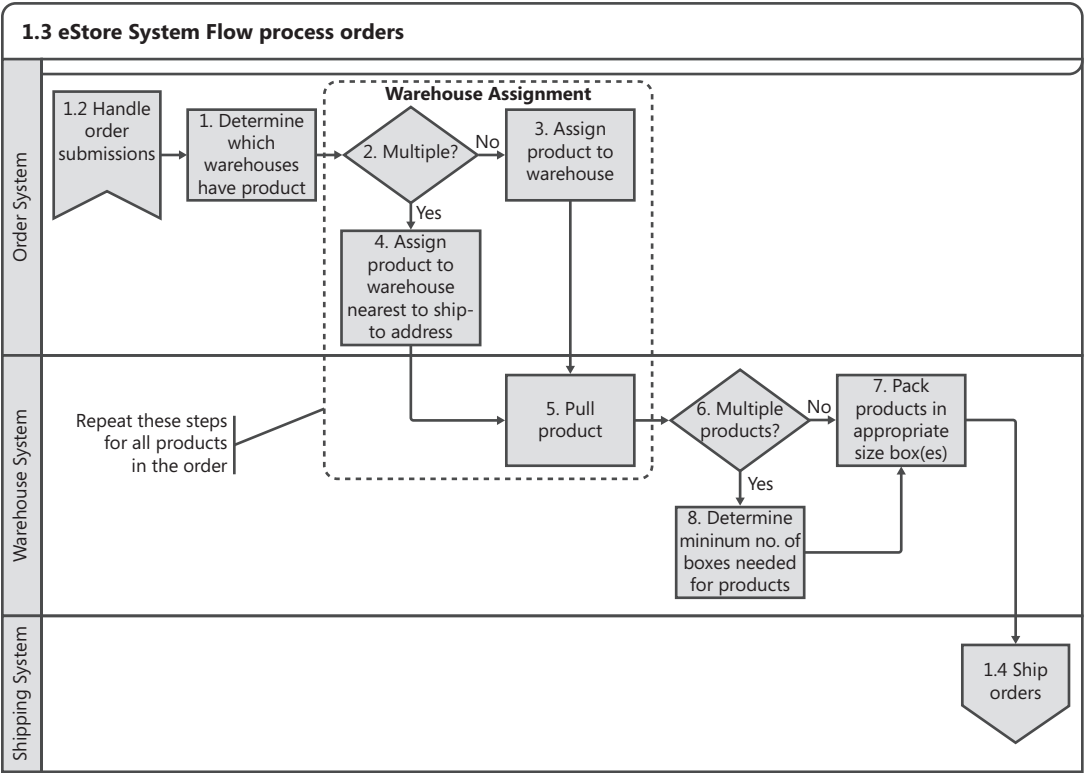 1.3 eStore System Flow process orders
Order System
Warehouse Assignment
1.2 Handle
order
submissions
1. Determine
which
warehouses
have product
2. Multiple?
No
3. Assign
product to
warehouse
Yes
4. Assign
product to
warehouse
nearest to ship-
to address
Warehouse System
Repeat these steps
for all products
in the order
5. Pull
product
6. Multiple
products?
No
7. Pack
products in
appropriate
size box(es)
Yes
8. Determine
mininum no. of
boxes needed
for products
Shipping System
1.4 Ship
orders